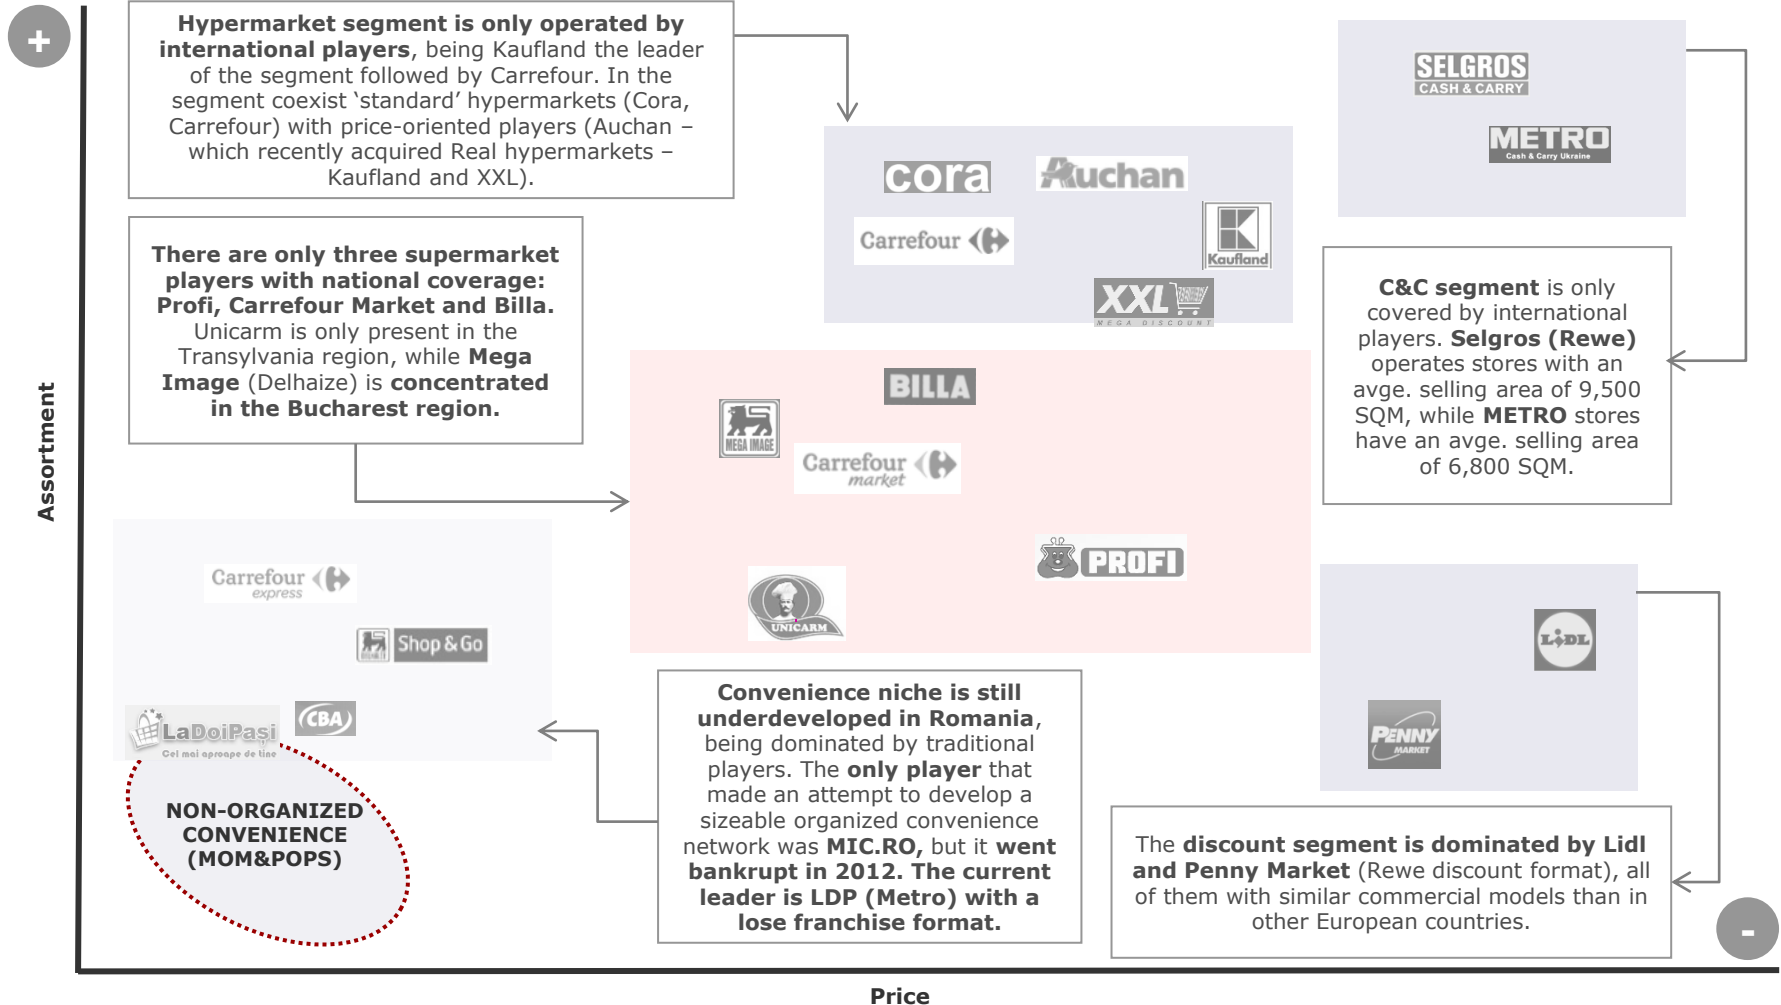 +
Hypermarket segment is only operated by
international players, being Kaufland the leader
of the segment followed by Carrefour. In the
segment coexist ‘standard’ hypermarkets (Cora,
Carrefour) with price-oriented players (Auchan –
which recently acquired Real hypermarkets –
Kaufland and XXL).
SELGROS
CASH & CARRY
METRO
Cash & Carry Ukraine
cora
Auchan
Carrefour
Kaufland
XXL
MEGA DISCOUNT
There are only three supermarket
players with national coverage:
Profi, Carrefour Market and Billa.
Unicarm is only present in the
Transylvania region, while Mega
Image (Delhaize) is concentrated
in the Bucharest region.
C&C segment is only
covered by international
players. Selgros (Rewe)
operates stores with an
avge. selling area of 9,500
SQM, while METRO stores
have an avge. selling area
of 6,800 SQM.
BILLA
MEGA IMAGE
Carrefour
market
PROFI
UNICARM
Assortment
Carrefour
express
Shop & Go
CBA
LaDoiPași
Cel mai aproape de tine
NON-ORGANIZED
CONVENIENCE
(MOM&POPS)
Convenience niche is still
underdeveloped in Romania,
being dominated by traditional
players. The only player that
made an attempt to develop a
sizeable organized convenience
network was MIC.RO, but it went
bankrupt in 2012. The current
leader is LDP (Metro) with a
lose franchise format.
LIDL
PENNY
MARKET
The discount segment is dominated by Lidl
and Penny Market (Rewe discount format), all
of them with similar commercial models than in
other European countries.
-
Price